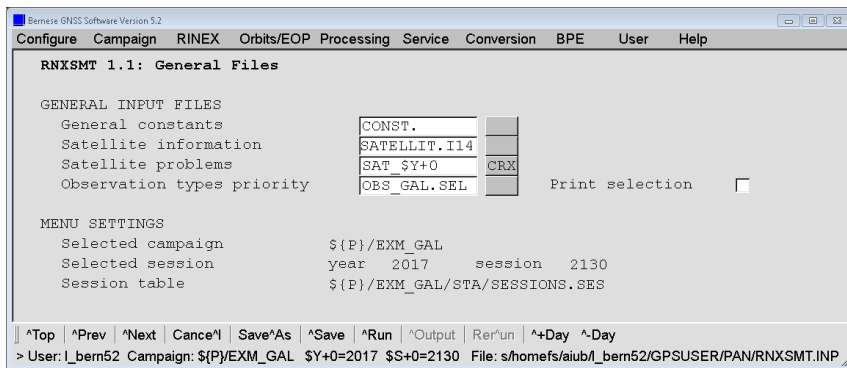 Bernese GNSS Software Version 5.2
Configure Campaign RINEX Orbits/EOP Processing Service Conversion BPE User Help
RNXSMT 1.1: General Files
GENERAL INPUT FILES
General constants CONST.
Satellite information SATELLIT.I14
Satellite problems SAT_$Y+0 CRX
Observation types priority OBS_GAL.SEL Print selection
MENU SETTINGS
Selected campaign ${P}/EXM_GAL
Selected session year 2017 session 2130
Session table ${P}/EXM_GAL/STA/SESSIONS.SES
^Top | ^Prev | ^Next | Cance^l | Save^As | ^Save | ^Run | ^Output | Rer^un | ^+Day ^-Day
> User: l_bern52 Campaign: ${P}/EXM_GAL $Y+0=2017 $S+0=2130 File: s/homefs/aiub/l_bern52/GPSUSER/PAN/RNXSMT.INP